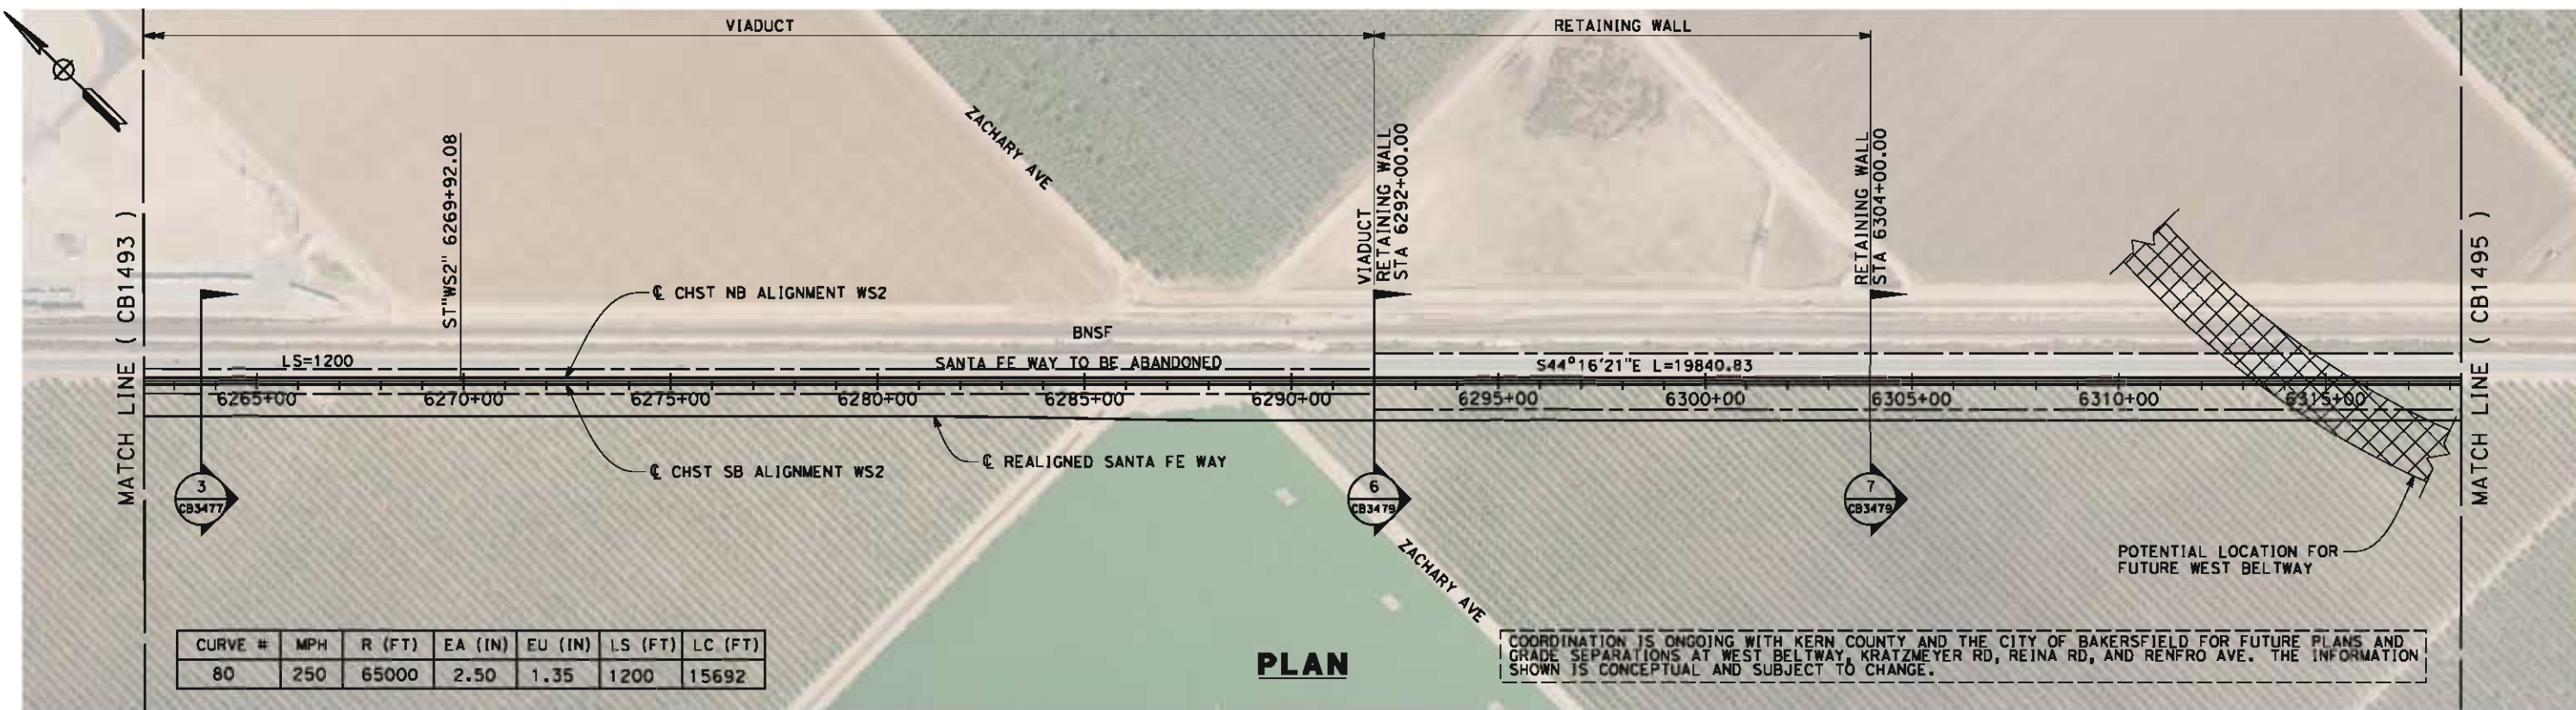 VIADUCT
RETAINING WALL
MATCH LINE ( CB1493 )
ST"WS2" 6269+92.08
ZACHARY AVE
VIADUCT
RETAINING WALL
STA 6292+00.00
RETAINING WALL
STA 6304+00.00
MATCH LINE ( CB1495 )
℄ CHST NB ALIGNMENT WS2
BNSF
LS=1200
SANTA FE WAY TO BE ABANDONED
S44°16'21"E L=19840.83
6265+00
6270+00
6275+00
6280+00
6285+00
6290+00
6295+00
6300+00
6305+00
6310+00
6315+00
℄ CHST SB ALIGNMENT WS2
℄ REALIGNED SANTA FE WAY
3
CB3477
6
CB3479
7
CB3479
ZACHARY AVE
POTENTIAL LOCATION FOR
FUTURE WEST BELTWAY
CURVE # MPH R (FT) EA (IN) EU (IN) LS (FT) LC (FT)
80 250 65000 2.50 1.35 1200 15692
PLAN
COORDINATION IS ONGOING WITH KERN COUNTY AND THE CITY OF BAKERSFIELD FOR FUTURE PLANS AND
GRADE SEPARATIONS AT WEST BELTWAY, KRATZMEYER RD, REINA RD, AND RENFRO AVE. THE INFORMATION
SHOWN IS CONCEPTUAL AND SUBJECT TO CHANGE.